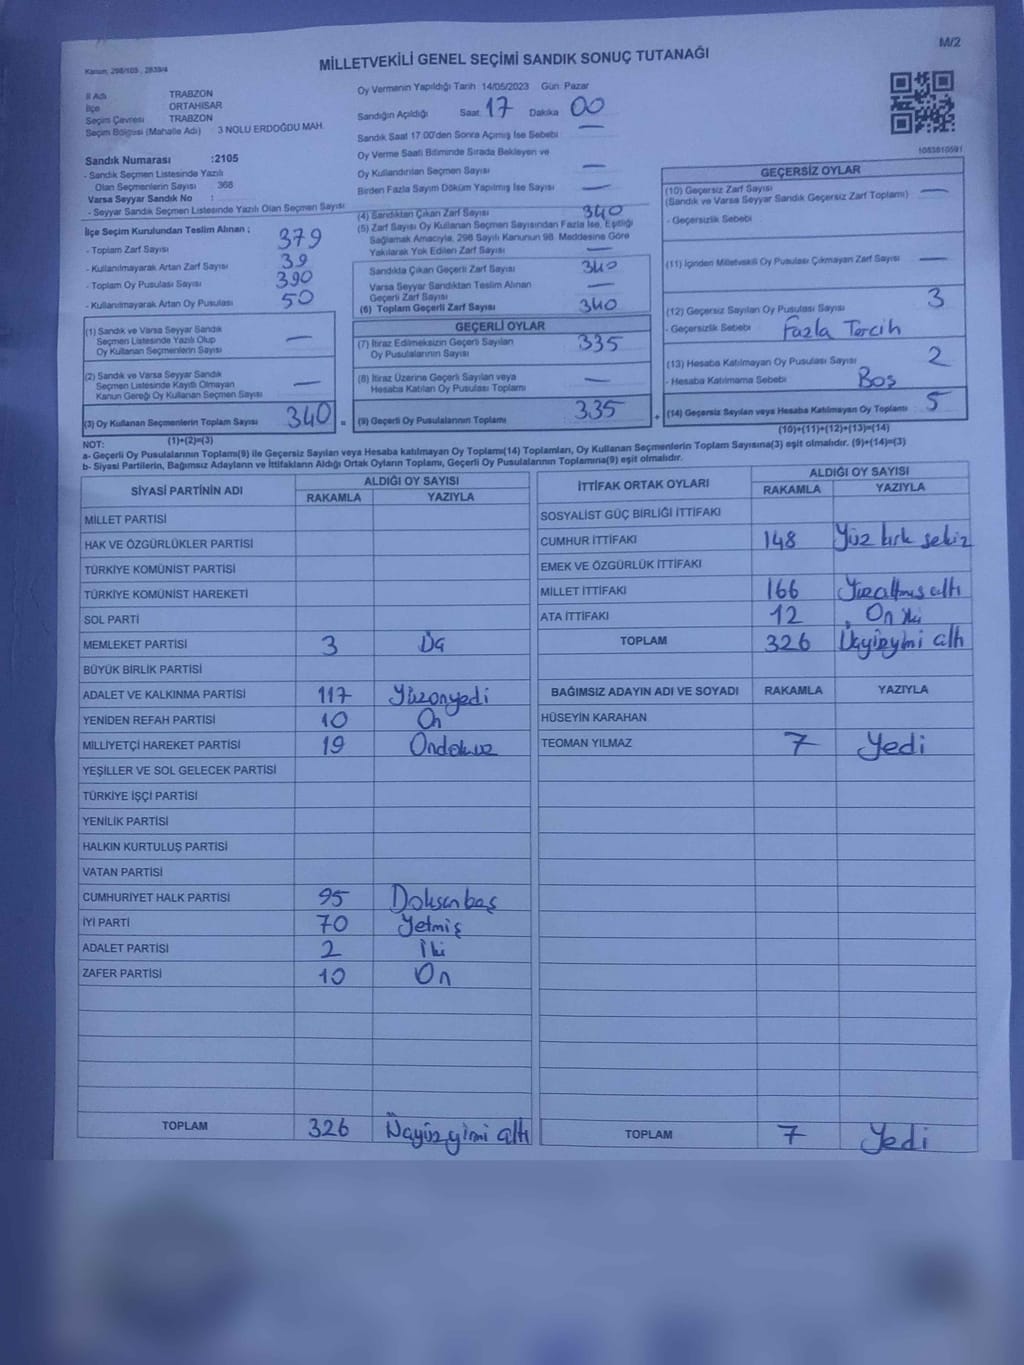 M/2
Kanun; 298/105 , 2839/4
MİLLETVEKİLİ GENEL SEÇİMİ SANDIK SONUÇ TUTANAĞI
İl Adı TRABZON
İlçe ORTAHİSAR
Seçim Çevresi TRABZON
Seçim Bölgesi (Mahalle Adı) : 3 NOLU ERDOĞDU MAH.
Sandık Numarası :2105
- Sandık Seçmen Listesinde Yazılı
Olan Seçmenlerin Sayısı : 368
Varsa Seyyar Sandık No :
- Seyyar Sandık Seçmen Listesinde Yazılı Olan Seçmen Sayısı
İlçe Seçim Kurulundan Teslim Alınan ;
- Toplam Zarf Sayısı 379
- Kullanılmayarak Artan Zarf Sayısı 39
- Toplam Oy Pusulası Sayısı 390
- Kullanılmayarak Artan Oy Pusulası 50
(1) Sandık ve Varsa Seyyar Sandık
Seçmen Listesinde Yazılı Olup
Oy Kullanan Seçmenlerin Sayısı —
(2) Sandık ve Varsa Seyyar Sandık
Seçmen Listesinde Kayıtlı Olmayan
Kanun Gereği Oy Kullanan Seçmen Sayısı —
(3) Oy Kullanan Seçmenlerin Toplam Sayısı 340 =
(1)+(2)=(3)
Oy Vermenin Yapıldığı Tarih :14/05/2023 Gün: Pazar
Sandığın Açıldığı Saat 17 Dakika 00
Sandık Saat 17.00'den Sonra Açımış İse Sebebi —
Oy Verme Saati Bitiminde Sırada Bekleyen ve
Oy Kullandırılan Seçmen Sayısı —
Birden Fazla Sayım Döküm Yapılmış İse Sayısı —
(4) Sandıktan Çıkan Zarf Sayısı 340
(5) Zarf Sayısı Oy Kullanan Seçmen Sayısından Fazla İse, Eşitliği
Sağlamak Amacıyla, 298 Sayılı Kanunun 98. Maddesine Göre
Yakılarak Yok Edilen Zarf Sayısı —
Sandıkta Çıkan Geçerli Zarf Sayısı 340
Varsa Seyyar Sandıktan Teslim Alınan
Geçerli Zarf Sayısı —
(6) Toplam Geçerli Zarf Sayısı 340
GEÇERLİ OYLAR
(7) İtiraz Edilmeksizin Geçerli Sayılan
Oy Pusulalarının Sayısı 335
(8) İtiraz Üzerine Geçerli Sayılan veya
Hesaba Katılan Oy Pusulası Toplamı —
(9) Geçerli Oy Pusulalarının Toplamı 335 +
1083810591
GEÇERSİZ OYLAR
(10) Geçersiz Zarf Sayısı —
(Sandık ve Varsa Seyyar Sandık Geçersiz Zarf Toplamı)
- Geçersizlik Sebebi
(11) İçinden Milletvekili Oy Pusulası Çıkmayan Zarf Sayısı —
(12) Geçersiz Sayılan Oy Pusulası Sayısı 3
- Geçersizlik Sebebi Fazla Tercih
(13) Hesaba Katılmayan Oy Pusulası Sayısı 2
- Hesaba Katılmama Sebebi Boş
(14) Geçersiz Sayılan veya Hesaba Katılmayan Oy Toplamı 5
(10)+(11)+(12)+(13)=(14)
NOT:
a- Geçerli Oy Pusulalarının Toplamı(9) ile Geçersiz Sayılan veya Hesaba katılmayan Oy Toplamı(14) Toplamları, Oy Kullanan Seçmenlerin Toplam Sayısına(3) eşit olmalıdır. (9)+(14)=(3)
b- Siyasi Partilerin, Bağımsız Adayların ve İttifakların Aldığı Ortak Oyların Toplamı, Geçerli Oy Pusulalarının Toplamına(9) eşit olmalıdır.
SİYASİ PARTİNİN ADI ALDIĞI OY SAYISI
RAKAMLA YAZIYLA
MİLLET PARTİSİ
HAK VE ÖZGÜRLÜKLER PARTİSİ
TÜRKİYE KOMÜNİST PARTİSİ
TÜRKİYE KOMÜNİST HAREKETİ
SOL PARTİ
MEMLEKET PARTİSİ 3 Üç
BÜYÜK BİRLİK PARTİSİ
ADALET VE KALKINMA PARTİSİ 117 Yüzonyedi
YENİDEN REFAH PARTİSİ 10 On
MİLLİYETÇİ HAREKET PARTİSİ 19 Ondokuz
YEŞİLLER VE SOL GELECEK PARTİSİ
TÜRKİYE İŞÇİ PARTİSİ
YENİLİK PARTİSİ
HALKIN KURTULUŞ PARTİSİ
VATAN PARTİSİ
CUMHURİYET HALK PARTİSİ 95 Doksanbeş
İYİ PARTİ 70 Yetmiş
ADALET PARTİSİ 2 İki
ZAFER PARTİSİ 10 On
TOPLAM 326 Üçyüzyirmi altı
İTTİFAK ORTAK OYLARI ALDIĞI OY SAYISI
RAKAMLA YAZIYLA
SOSYALİST GÜÇ BİRLİĞİ İTTİFAKI
CUMHUR İTTİFAKI 148 Yüz kırk sekiz
EMEK VE ÖZGÜRLÜK İTTİFAKI
MİLLET İTTİFAKI 166 Yüzaltmış altı
ATA İTTİFAKI 12 On iki
TOPLAM 326 Üçyüzyirmi altı
BAĞIMSIZ ADAYIN ADI VE SOYADI RAKAMLA YAZIYLA
HÜSEYİN KARAHAN
TEOMAN YILMAZ 7 Yedi
TOPLAM 7 Yedi